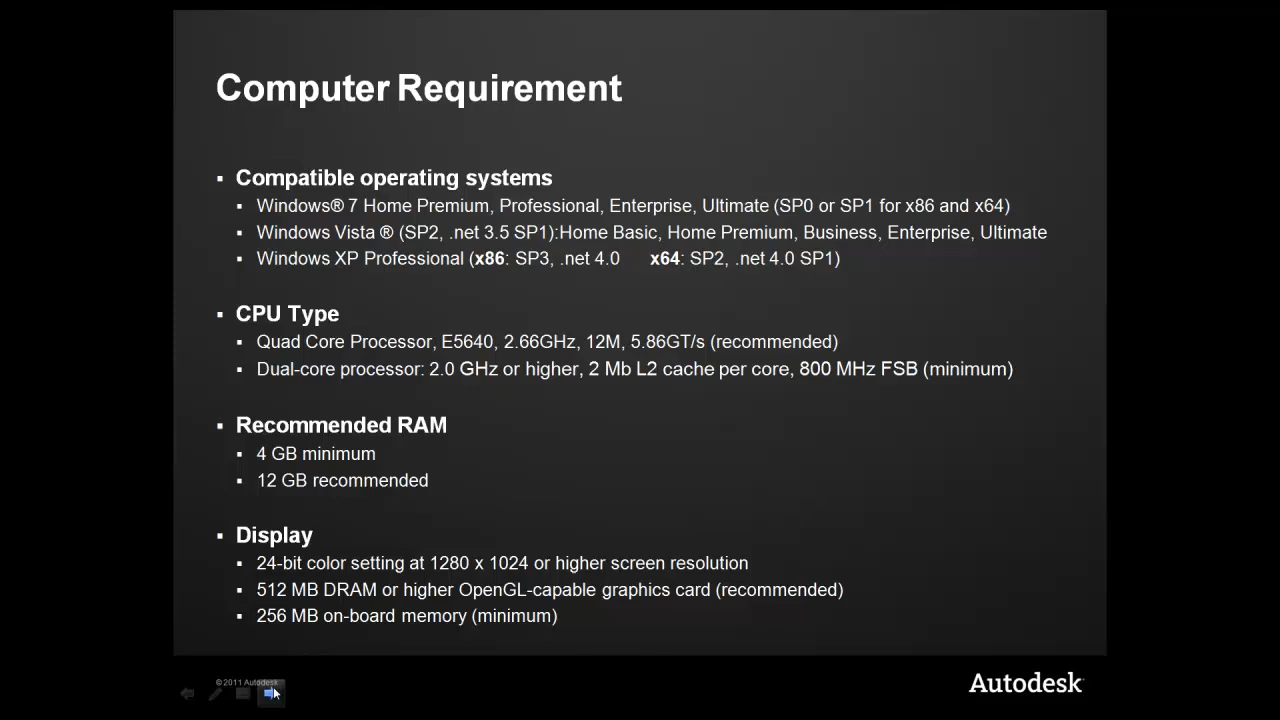 Computer Requirement
▪ Compatible operating systems
▪ Windows® 7 Home Premium, Professional, Enterprise, Ultimate (SP0 or SP1 for x86 and x64)
▪ Windows Vista ® (SP2, .net 3.5 SP1):Home Basic, Home Premium, Business, Enterprise, Ultimate
▪ Windows XP Professional (x86: SP3, .net 4.0 x64: SP2, .net 4.0 SP1)
▪ CPU Type
▪ Quad Core Processor, E5640, 2.66GHz, 12M, 5.86GT/s (recommended)
▪ Dual-core processor: 2.0 GHz or higher, 2 Mb L2 cache per core, 800 MHz FSB (minimum)
▪ Recommended RAM
▪ 4 GB minimum
▪ 12 GB recommended
▪ Display
▪ 24-bit color setting at 1280 x 1024 or higher screen resolution
▪ 512 MB DRAM or higher OpenGL-capable graphics card (recommended)
▪ 256 MB on-board memory (minimum)
© 2011 Autodesk
Autodesk